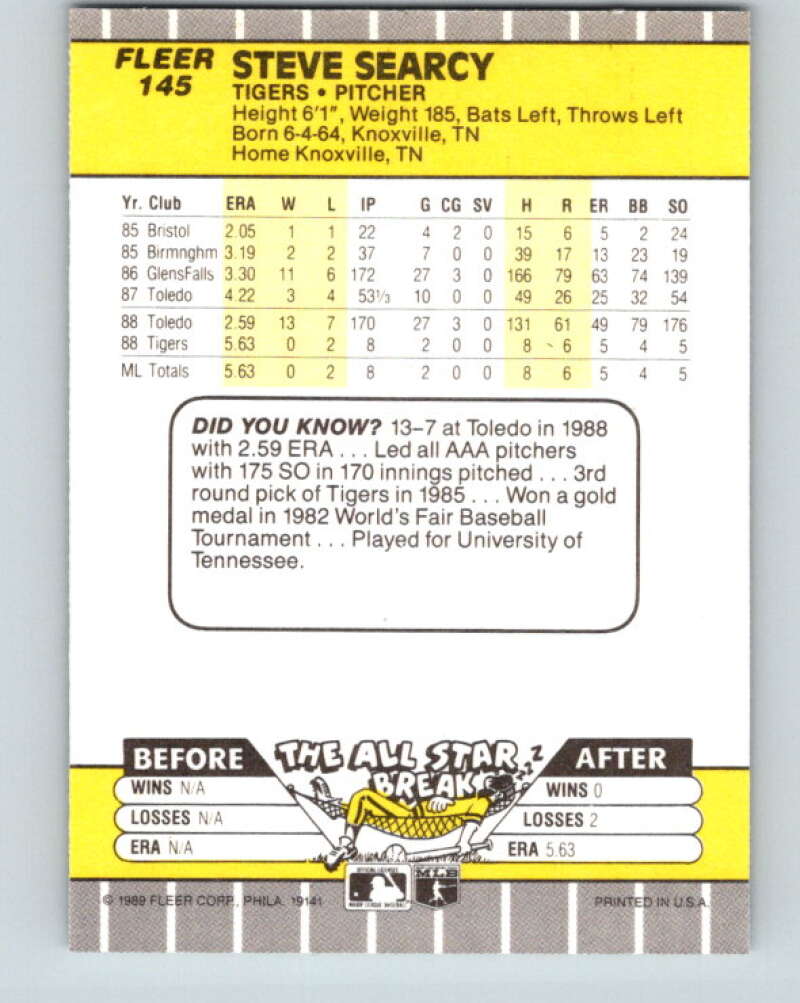 FLEER
145
STEVE SEARCY
TIGERS • PITCHER
Height 6'1", Weight 185, Bats Left, Throws Left
Born 6-4-64, Knoxville, TN
Home Knoxville, TN
Yr. Club ERA W L IP G CG SV H R ER BB SO
85 Bristol 2.05 1 1 22 4 2 0 15 6 5 2 24
85 Birmnghm 3.19 2 2 37 7 0 0 39 17 13 23 19
86 GlensFalls 3.30 11 6 172 27 3 0 166 79 63 74 139
87 Toledo 4.22 3 4 53⅓ 10 0 0 49 26 25 32 54
88 Toledo 2.59 13 7 170 27 3 0 131 61 49 79 176
88 Tigers 5.63 0 2 8 2 0 0 8 6 5 4 5
ML Totals 5.63 0 2 8 2 0 0 8 6 5 4 5
DID YOU KNOW? 13-7 at Toledo in 1988
with 2.59 ERA . . . Led all AAA pitchers
with 175 SO in 170 innings pitched . . . 3rd
round pick of Tigers in 1985 . . . Won a gold
medal in 1982 World's Fair Baseball
Tournament . . . Played for University of
Tennessee.
BEFORE THE ALL STAR BREAK ZZZ AFTER
WINS N/A WINS 0
LOSSES N/A LOSSES 2
ERA N/A ERA 5.63
© 1989 FLEER CORP., PHILA. 19141 MLB PRINTED IN U.S.A.